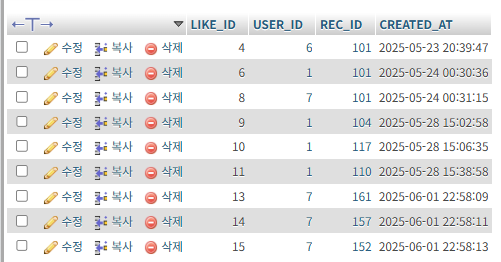 ←T→ LIKE_ID USER_ID REC_ID CREATED_AT
수정 복사 삭제 4 6 101 2025-05-23 20:39:47
수정 복사 삭제 6 1 101 2025-05-24 00:30:36
수정 복사 삭제 8 7 101 2025-05-24 00:31:15
수정 복사 삭제 9 1 104 2025-05-28 15:02:58
수정 복사 삭제 10 1 117 2025-05-28 15:06:35
수정 복사 삭제 11 1 110 2025-05-28 15:38:58
수정 복사 삭제 13 7 161 2025-06-01 22:58:09
수정 복사 삭제 14 7 157 2025-06-01 22:58:11
수정 복사 삭제 15 7 152 2025-06-01 22:58:13